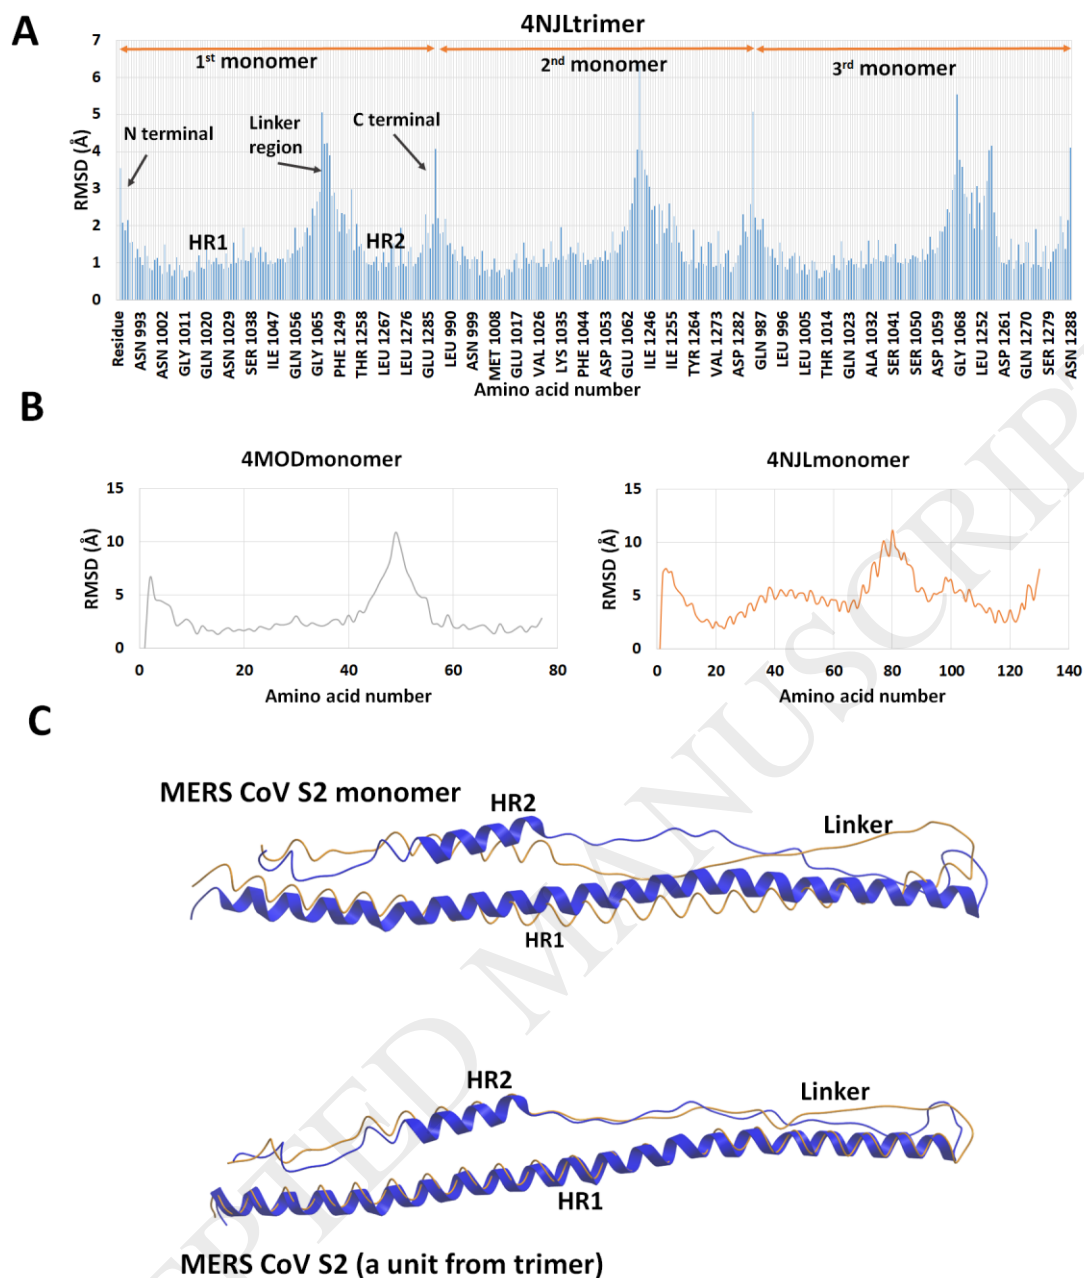 A
4NJLtrimer
7
6
5
4
3
2
1
0
RMSD (Å)
1st monomer
2nd monomer
3rd monomer
N terminal
Linker
region
C terminal
HR1
HR2
Residue
ASN 993
ASN 1002
GLY 1011
GLN 1020
ASN 1029
SER 1038
ILE 1047
GLN 1056
GLY 1065
PHE 1249
THR 1258
LEU 1267
LEU 1276
GLU 1285
LEU 990
ASN 999
MET 1008
GLU 1017
VAL 1026
LYS 1035
PHE 1044
ASP 1053
GLU 1062
ILE 1246
ILE 1255
TYR 1264
VAL 1273
ASP 1282
GLN 987
LEU 996
LEU 1005
THR 1014
GLN 1023
ALA 1032
SER 1041
SER 1050
ASP 1059
GLY 1068
LEU 1252
ASP 1261
GLN 1270
SER 1279
ASN 1288
Amino acid number
B
4MODmonomer
15
10
5
0
RMSD (Å)
0
20
40
60
80
Amino acid number
4NJLmonomer
15
10
5
0
RMSD (Å)
0
20
40
60
80
100
120
140
Amino acid number
C
MERS CoV S2 monomer
HR2
Linker
HR1
HR2
Linker
HR1
MERS CoV S2 (a unit from trimer)
PTED MANUSCRIPT